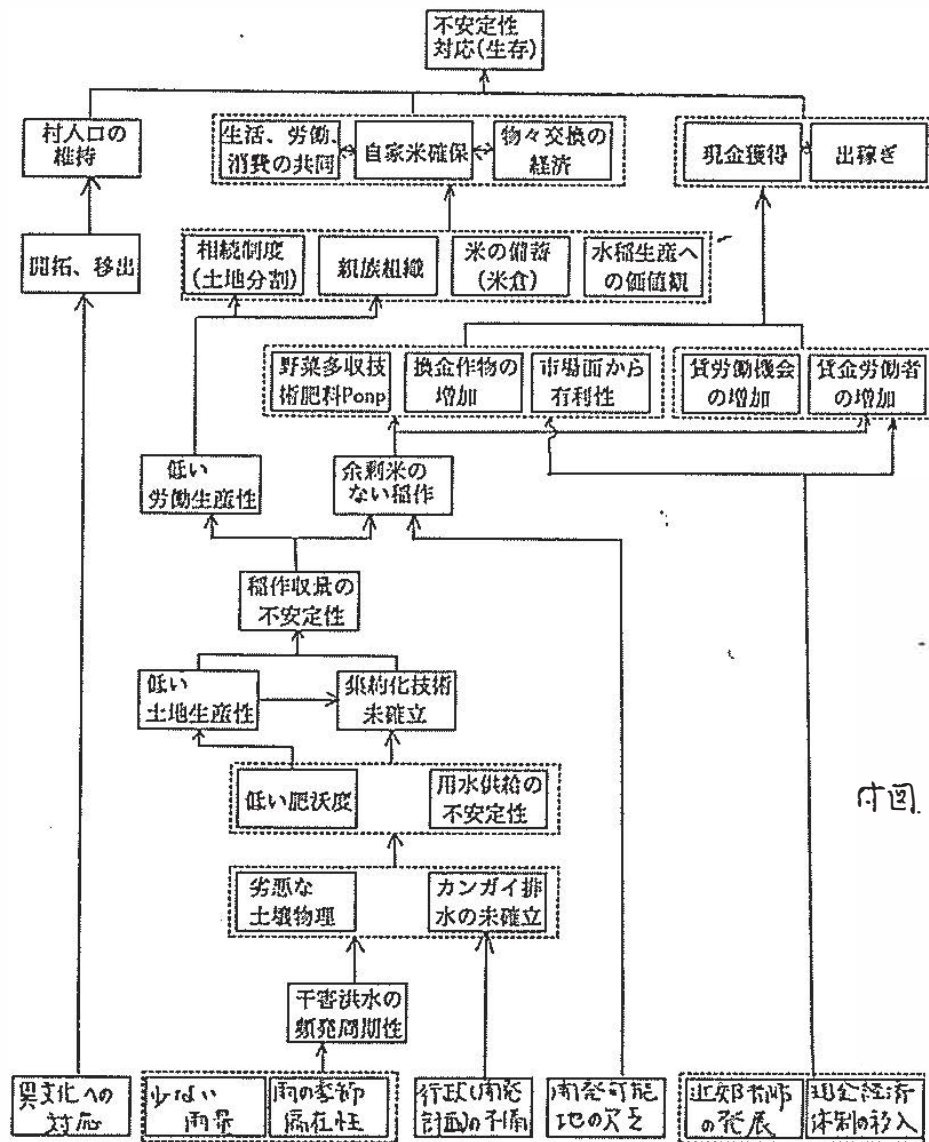 不安定性
対応(生存)
村人口の
維持
生活、労働、
消費の共同
自家米確保
物々交換の
経済
現金獲得
出稼ぎ
開拓、移出
相続制度
(土地分割)
親族組織
米の備蓄
(米倉)
水稲生産へ
の価値観
野菜多収技
術肥料Ponp
換金作物の
増加
市場面から
有利性
賃労働機会
の増加
賃金労働者
の増加
低い
労働生産性
余剰米の
ない稲作
稲作収量の
不安定性
低い
土地生産性
集約化技術
未確立
低い肥沃度
用水供給の
不安定性
付図
劣悪な
土壌物理
カンガイ排
水の未確立
干害洪水の
頻発周期性
異文化への
対応
少ない
雨量
雨の季節
偏在性
行政(開発
計画)の不備
開発可能
地の欠乏
近郊都市
の発展
現金経済
体制の移入